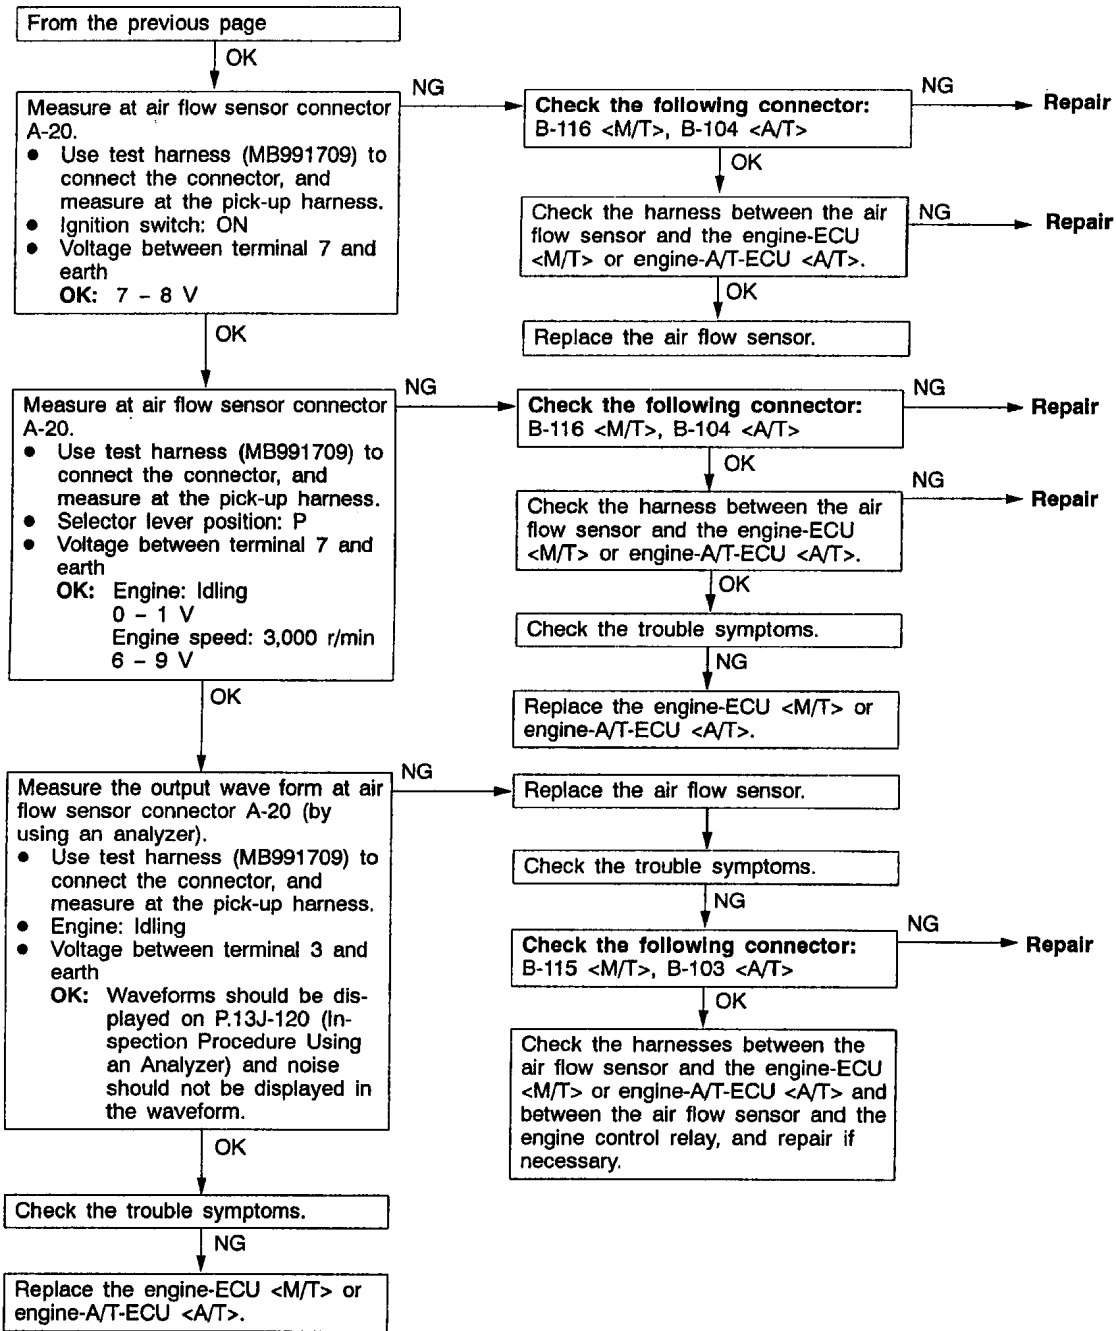 From the previous page
OK
Measure at air flow sensor connector
A-20.
● Use test harness (MB991709) to
connect the connector, and
measure at the pick-up harness.
● Ignition switch: ON
● Voltage between terminal 7 and
earth
OK: 7 – 8 V
NG
Check the following connector:
B-116 <M/T>, B-104 <A/T>
NG
Repair
OK
Check the harness between the air
flow sensor and the engine-ECU
<M/T> or engine-A/T-ECU <A/T>.
NG
Repair
OK
Replace the air flow sensor.
OK
Measure at air flow sensor connector
A-20.
● Use test harness (MB991709) to
connect the connector, and
measure at the pick-up harness.
● Selector lever position: P
● Voltage between terminal 7 and
earth
OK: Engine: Idling
0 – 1 V
Engine speed: 3,000 r/min
6 – 9 V
NG
Check the following connector:
B-116 <M/T>, B-104 <A/T>
NG
Repair
OK
Check the harness between the air
flow sensor and the engine-ECU
<M/T> or engine-A/T-ECU <A/T>.
NG
Repair
OK
Check the trouble symptoms.
NG
Replace the engine-ECU <M/T> or
engine-A/T-ECU <A/T>.
OK
Measure the output wave form at air
flow sensor connector A-20 (by
using an analyzer).
● Use test harness (MB991709) to
connect the connector, and
measure at the pick-up harness.
● Engine: Idling
● Voltage between terminal 3 and
earth
OK: Waveforms should be dis-
played on P.13J-120 (In-
spection Procedure Using
an Analyzer) and noise
should not be displayed in
the waveform.
NG
Replace the air flow sensor.
Check the trouble symptoms.
NG
Check the following connector:
B-115 <M/T>, B-103 <A/T>
NG
Repair
OK
Check the harnesses between the
air flow sensor and the engine-ECU
<M/T> or engine-A/T-ECU <A/T> and
between the air flow sensor and the
engine control relay, and repair if
necessary.
OK
Check the trouble symptoms.
NG
Replace the engine-ECU <M/T> or
engine-A/T-ECU <A/T>.